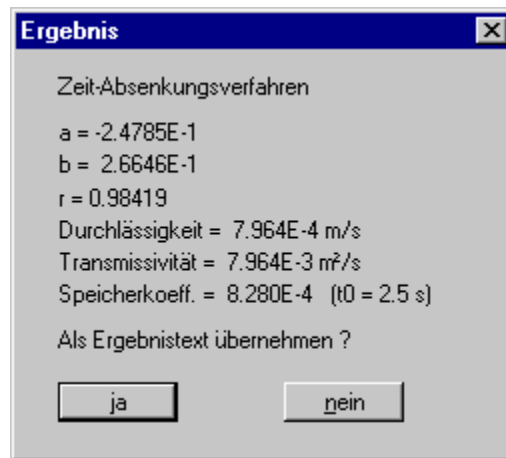 Ergebnis
Zeit-Absenkungsverfahren
a = -2.4785E-1
b = 2.6646E-1
r = 0.98419
Durchlässigkeit = 7.964E-4 m/s
Transmissivität = 7.964E-3 m²/s
Speicherkoeff. = 8.280E-4 (t0 = 2.5 s)
Als Ergebnistext übernehmen ?
ja nein